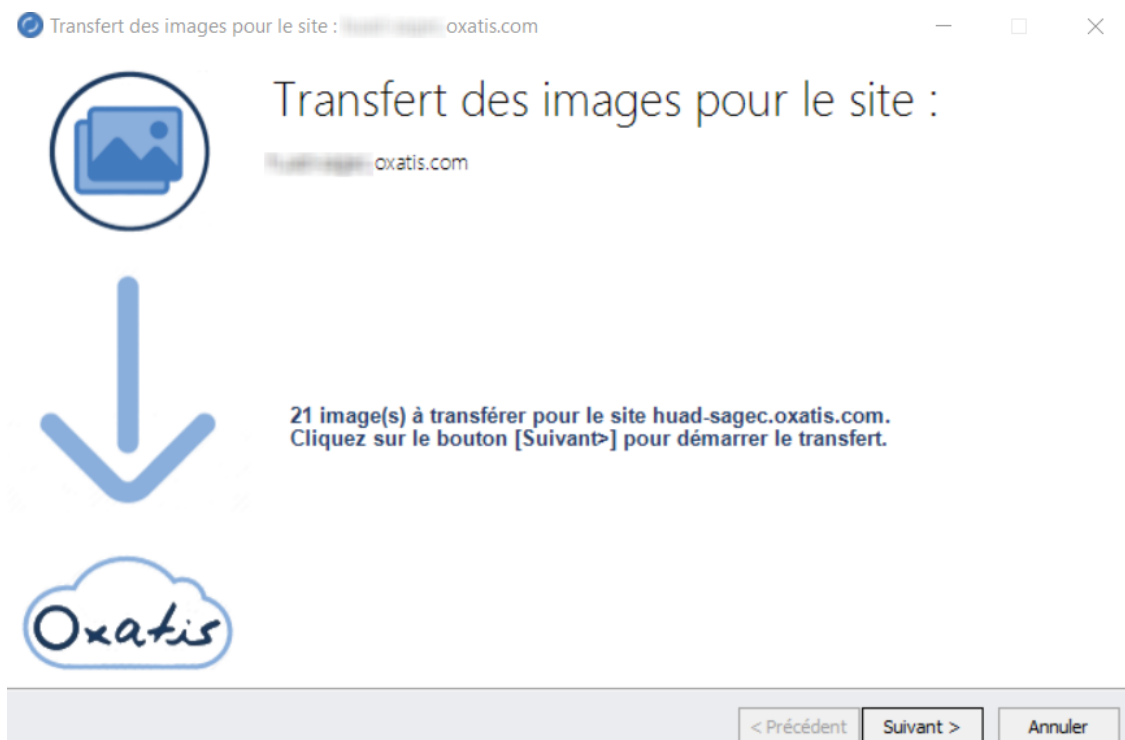 Transfert des images pour le site : oxatis.com
Transfert des images pour le site :
oxatis.com
21 image(s) à transférer pour le site huad-sagec.oxatis.com.
Cliquez sur le bouton [Suivant>] pour démarrer le transfert.
Oxatis
< Précédent Suivant > Annuler